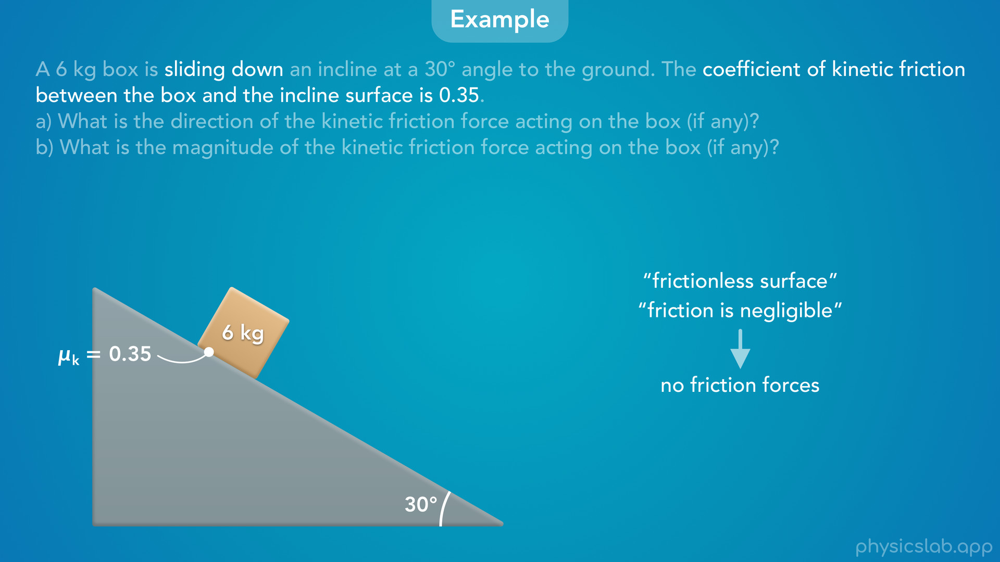 Example
A 6 kg box is sliding down an incline at a 30° angle to the ground. The coefficient of kinetic friction
between the box and the incline surface is 0.35.
a) What is the direction of the kinetic friction force acting on the box (if any)?
b) What is the magnitude of the kinetic friction force acting on the box (if any)?
“frictionless surface”
“friction is negligible”
6 kg
μk = 0.35
no friction forces
30°
physicslab.app